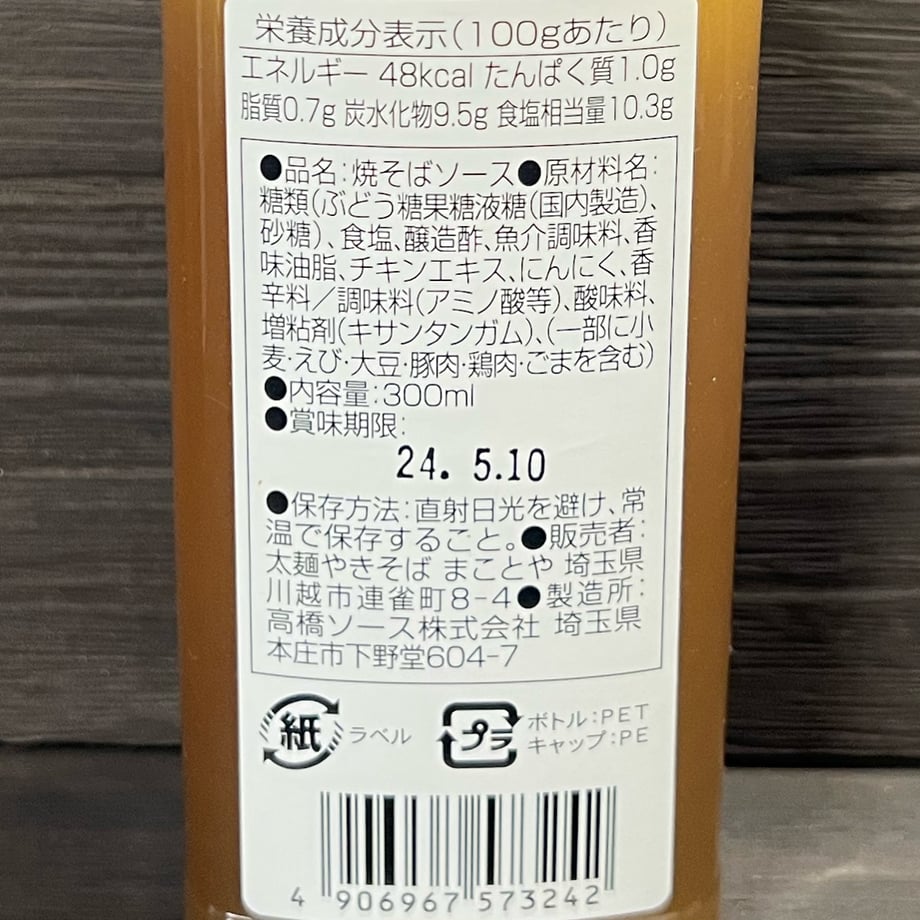 栄養成分表示(100gあたり)
エネルギー 48kcal たんぱく質1.0g
脂質0.7g 炭水化物9.5g 食塩相当量10.3g
●品名:焼そばソース●原材料名:
糖類(ぶどう糖果糖液糖(国内製造)、
砂糖)、食塩、醸造酢、魚介調味料、香
味油脂、チキンエキス、にんにく、香
辛料/調味料(アミノ酸等)、酸味料、
増粘剤(キサンタンガム)、(一部に小
麦・えび・大豆・豚肉・鶏肉・ごまを含む)
●内容量:300ml
●賞味期限:
24. 5.10
●保存方法:直射日光を避け、常
温で保存すること。●販売者:
太麺やきそば まことや 埼玉県
川越市連雀町8-4●製造所:
高橋ソース株式会社 埼玉県
本庄市下野堂604-7
紙 ラベル プラ ボトル:PET
キャップ:PE
4 906967 573242